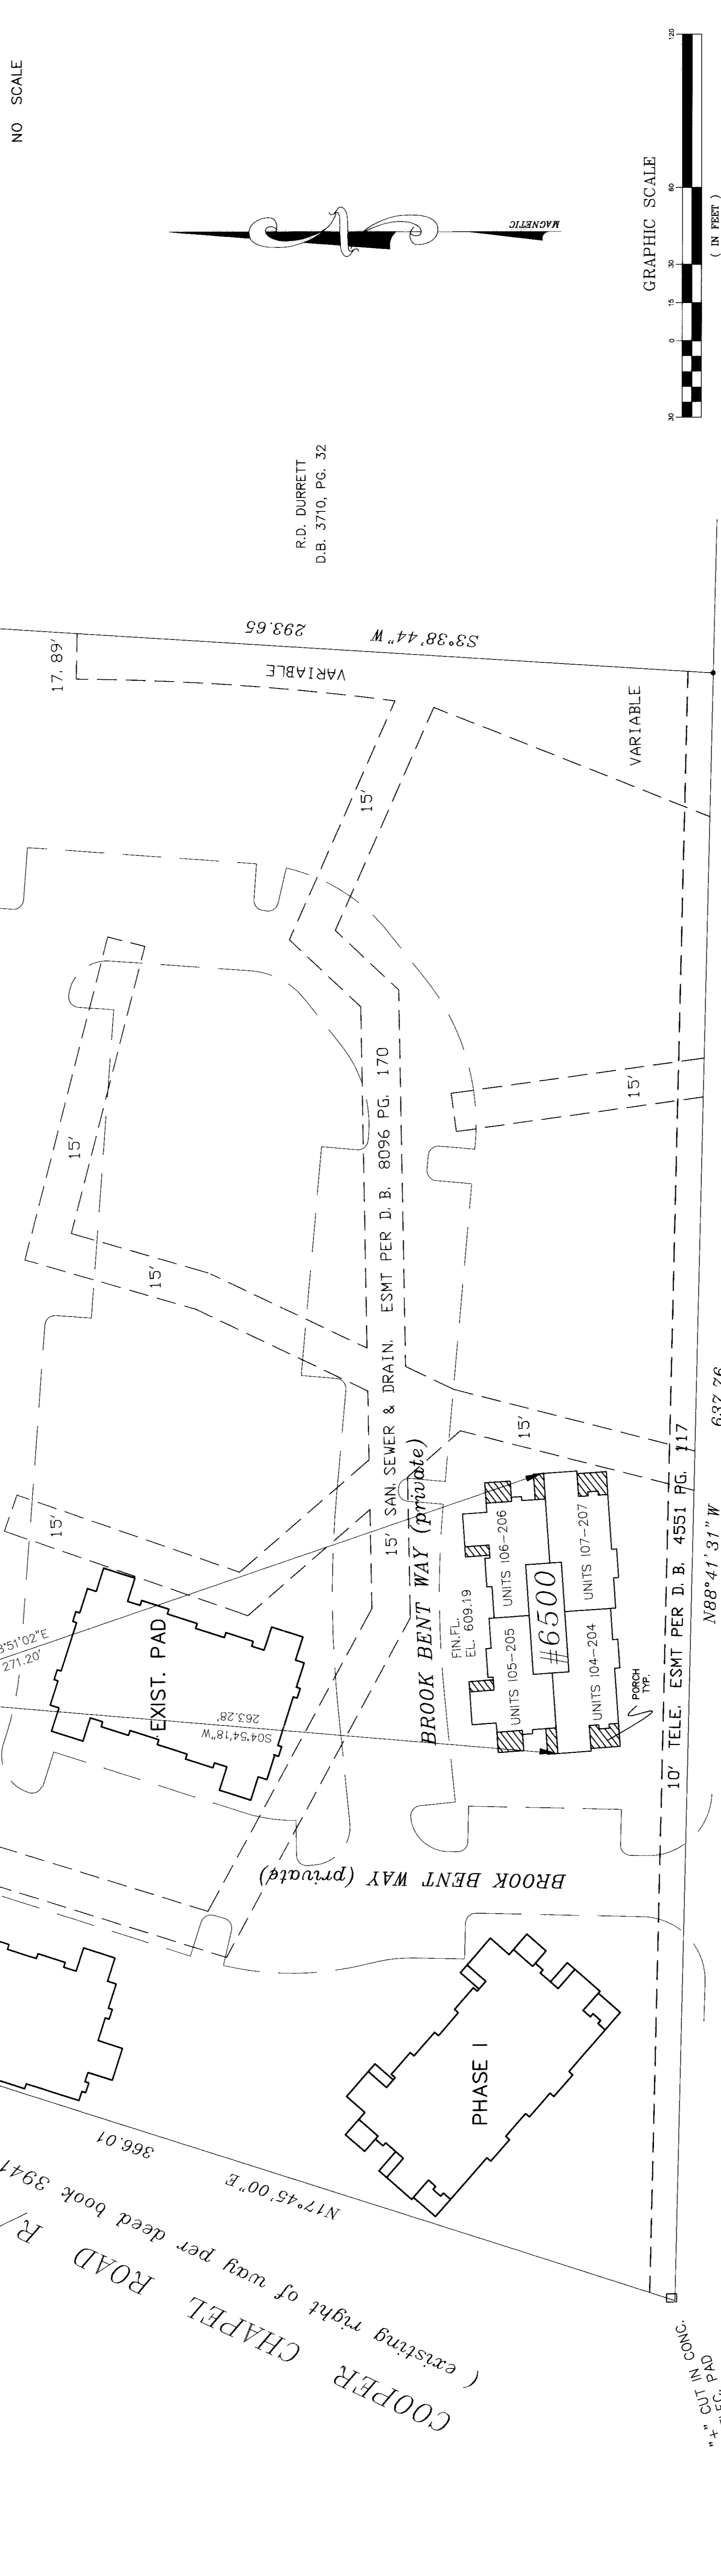 NO SCALE
MAGNETIC
GRAPHIC SCALE
30
0
15
30
60
120
( IN FEET )
R.D. DURRETT
D.B. 3710, PG. 32
17.89'
S3°38'44"W
293.65
VARIABLE
VARIABLE
15'
15'
15'
15'
15' SAN. SEWER & DRAIN. ESMT PER D. B. 8096 PG. 170
15'
15'
BROOK BENT WAY (private)
EXIST. PAD
271.20'
S04°54'18"W
263.28'
FIN.FL.
EL. 609.19
UNITS 105-205
UNITS 106-206
#6500
UNITS 104-204
UNITS 107-207
PORCH
TYP.
10' TELE. ESMT PER D. B. 4551 PG. 117
N88°41'31"W
BROOK BENT WAY (private)
PHASE I
N17°45'00"E
366.01
COOPER CHAPEL ROAD R/
( existing right of way per deed book 3941
"+" CUT IN CONC.
PAD